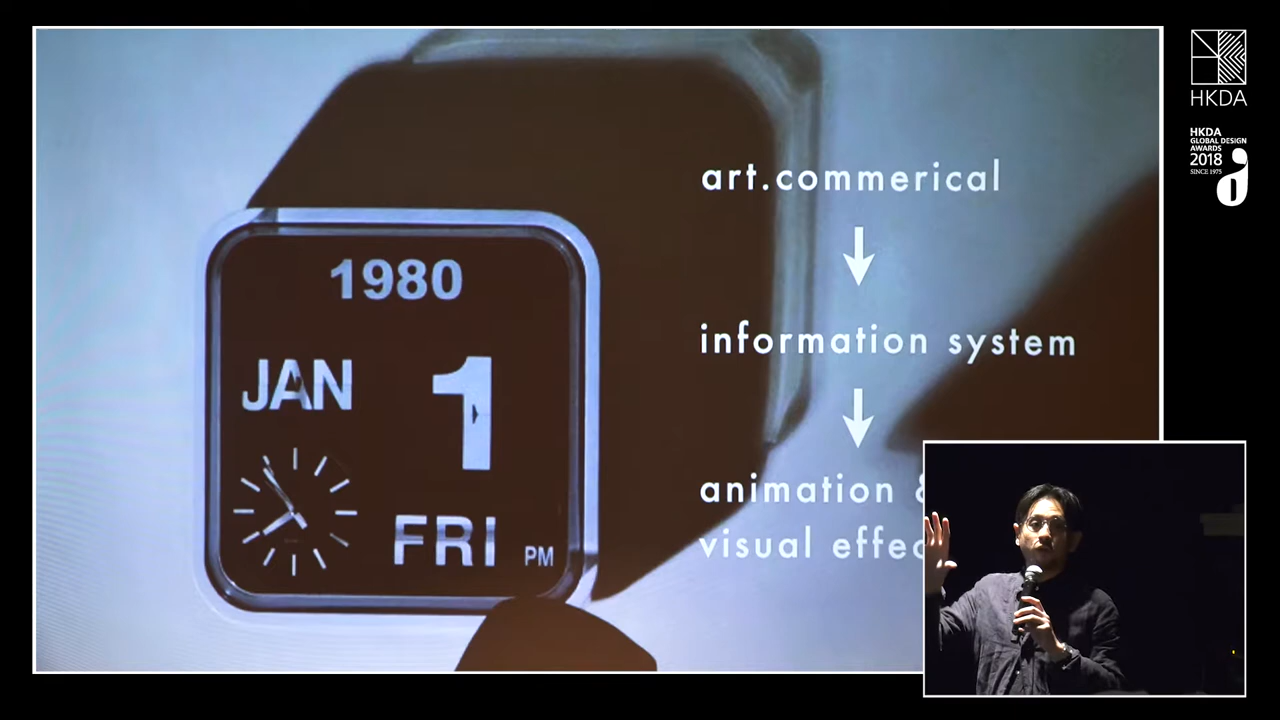 1980
JAN
1
FRI
PM
art.commerical
information system
animation &
visual effec
HKDA
HKDA
GLOBAL DESIGN
AWARDS
2018
SINCE 1975